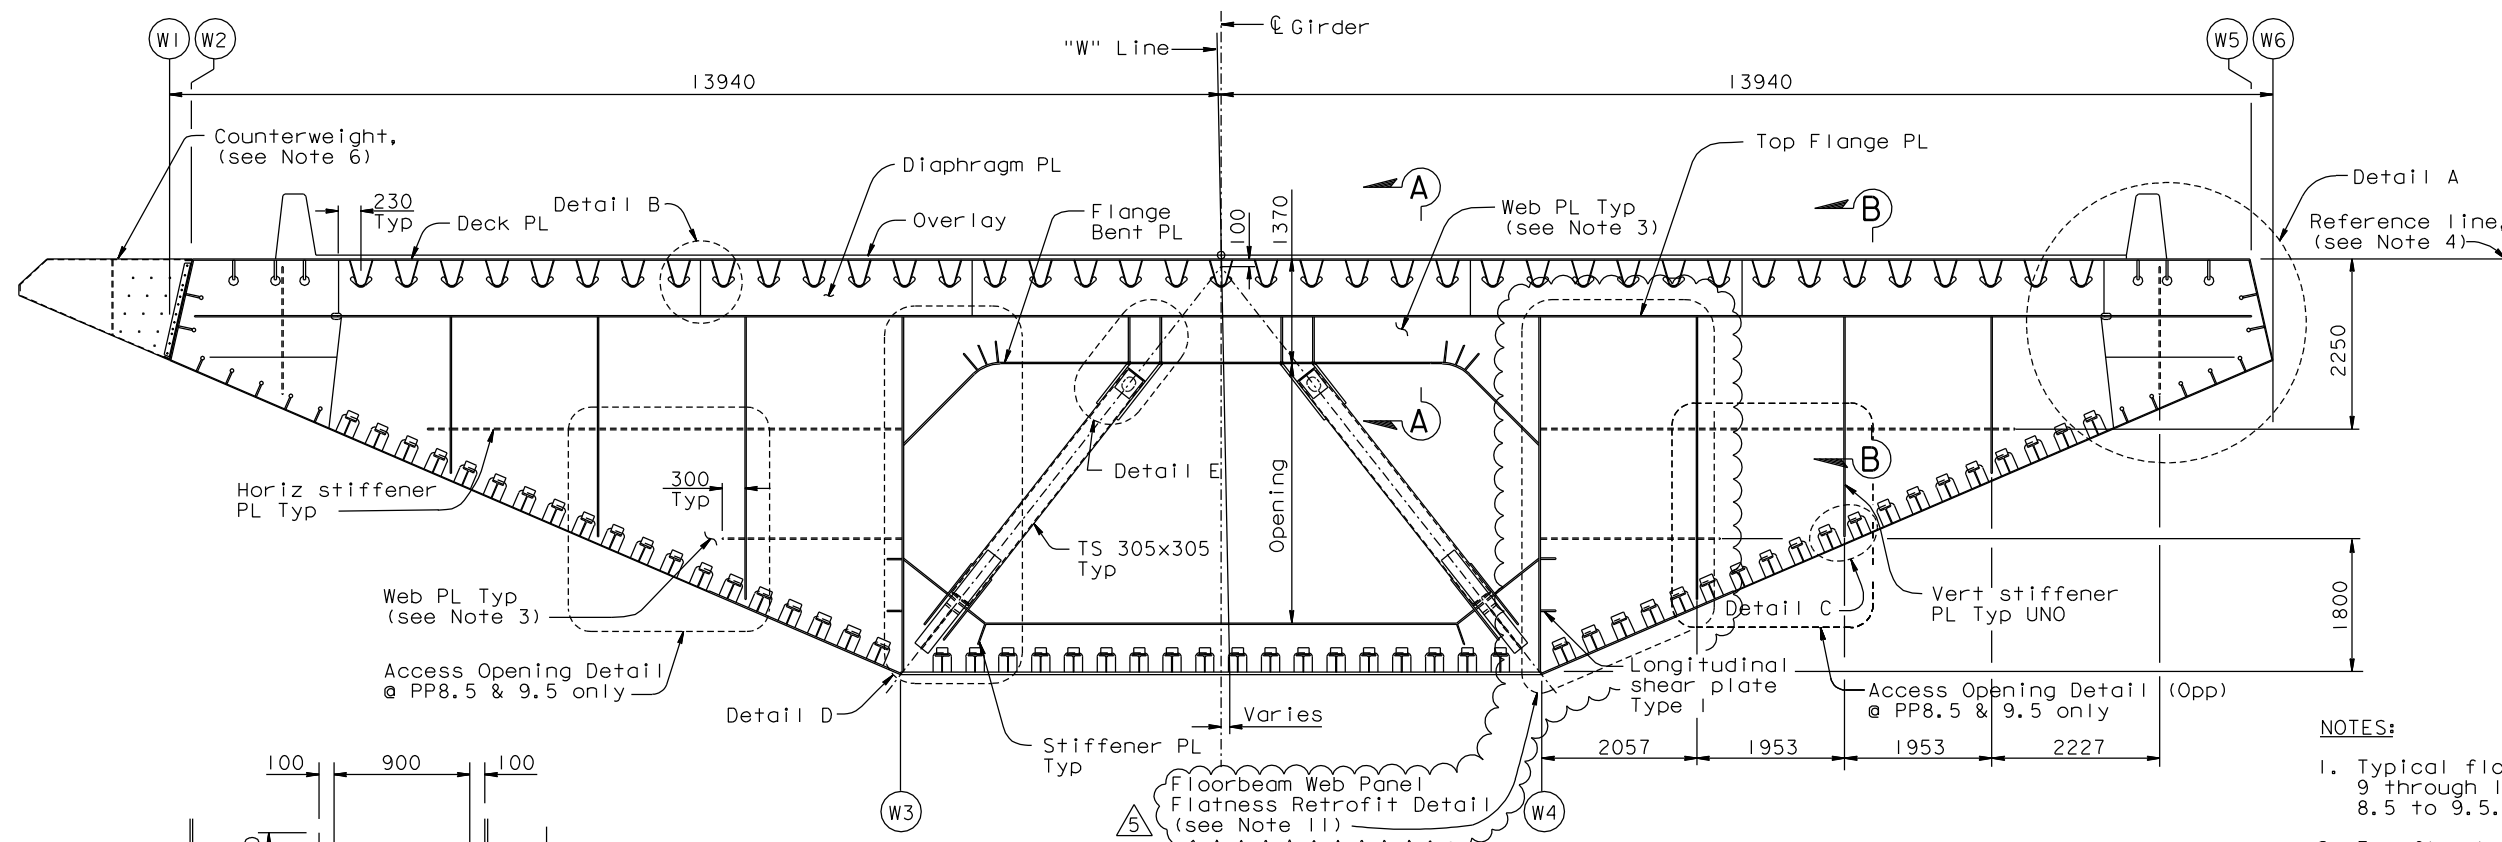 W1
W2
℄ Girder
"W" Line
W5
W6
13940
13940
Counterweight,
(see Note 6)
Diaphragm PL
Top Flange PL
Detail A
230
Typ
Detail B
Deck PL
Overlay
Flange
Bent PL
100
1370
A
B
Web PL Typ
(see Note 3)
Reference line,
(see Note 4)
2250
A
B
Detail E
Opening
Horiz stiffener
PL Typ
300
Typ
TS 305x305
Typ
Web PL Typ
(see Note 3)
Detail C
Vert stiffener
PL Typ UNO
1800
Access Opening Detail
@ PP8.5 & 9.5 only
Longitudinal
shear plate
Type I
Access Opening Detail (Opp)
@ PP8.5 & 9.5 only
Detail D
Varies
Stiffener PL
Typ
2057
1953
1953
2227
NOTES:
100
900
100
1. Typical flo
9 through 1
8.5 to 9.5.
W3
5
Floorbeam Web Panel
Flatness Retrofit Detail
(see Note 11)
W4